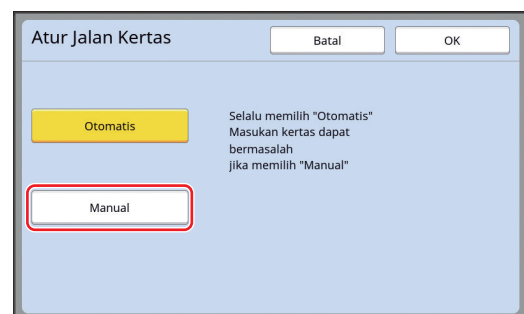 Atur Jalan Kertas
Batal
OK
Otomatis
Selalu memilih "Otomatis"
Masukan kertas dapat
bermasalah
jika memilih "Manual"
Manual